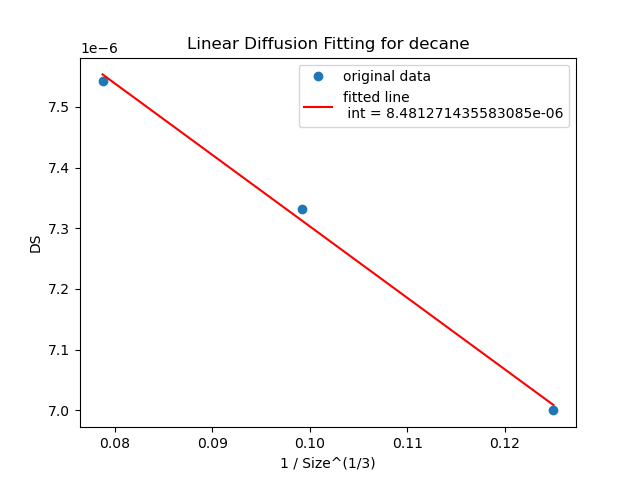 Linear Diffusion Fitting for decane
1e−6
original data
fitted line
int = 8.481271435583085e-06
7.5
7.4
7.3
7.2
7.1
7.0
DS
0.08
0.09
0.10
0.11
0.12
1 / Size^(1/3)